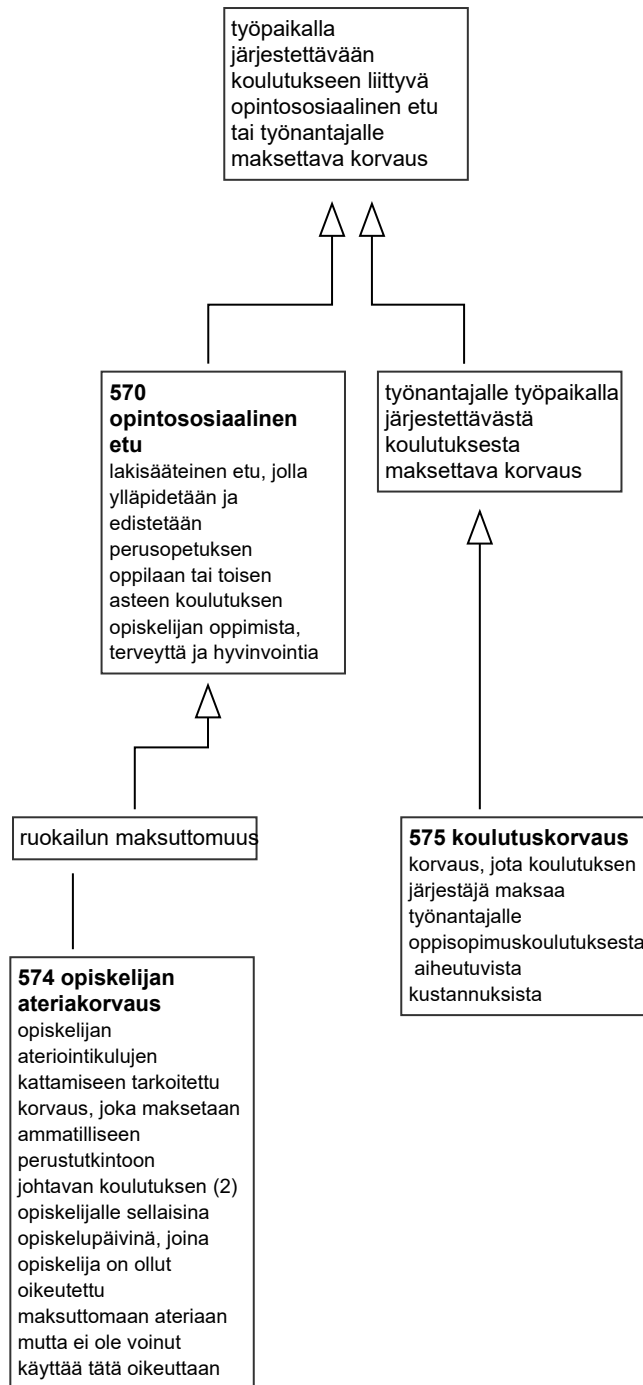 työpaikalla
järjestettävään
koulutukseen liittyvä
opintososiaalinen etu
tai työnantajalle
maksettava korvaus
570
opintososiaalinen
etu
lakisääteinen etu, jolla
ylläpidetään ja
edistetään
perusopetuksen
oppilaan tai toisen
asteen koulutuksen
opiskelijan oppimista,
terveyttä ja hyvinvointia
työnantajalle työpaikalla
järjestettävästä
koulutuksesta
maksettava korvaus
ruokailun maksuttomuus
575 koulutuskorvaus
korvaus, jota koulutuksen
järjestäjä maksaa
työnantajalle
oppisopimuskoulutuksesta
aiheutuvista
kustannuksista
574 opiskelijan
ateriakorvaus
opiskelijan
ateriointikulujen
kattamiseen tarkoitettu
korvaus, joka maksetaan
ammatilliseen
perustutkintoon
johtavan koulutuksen (2)
opiskelijalle sellaisina
opiskelupäivinä, joina
opiskelija on ollut
oikeutettu
maksuttomaan ateriaan
mutta ei ole voinut
käyttää tätä oikeuttaan